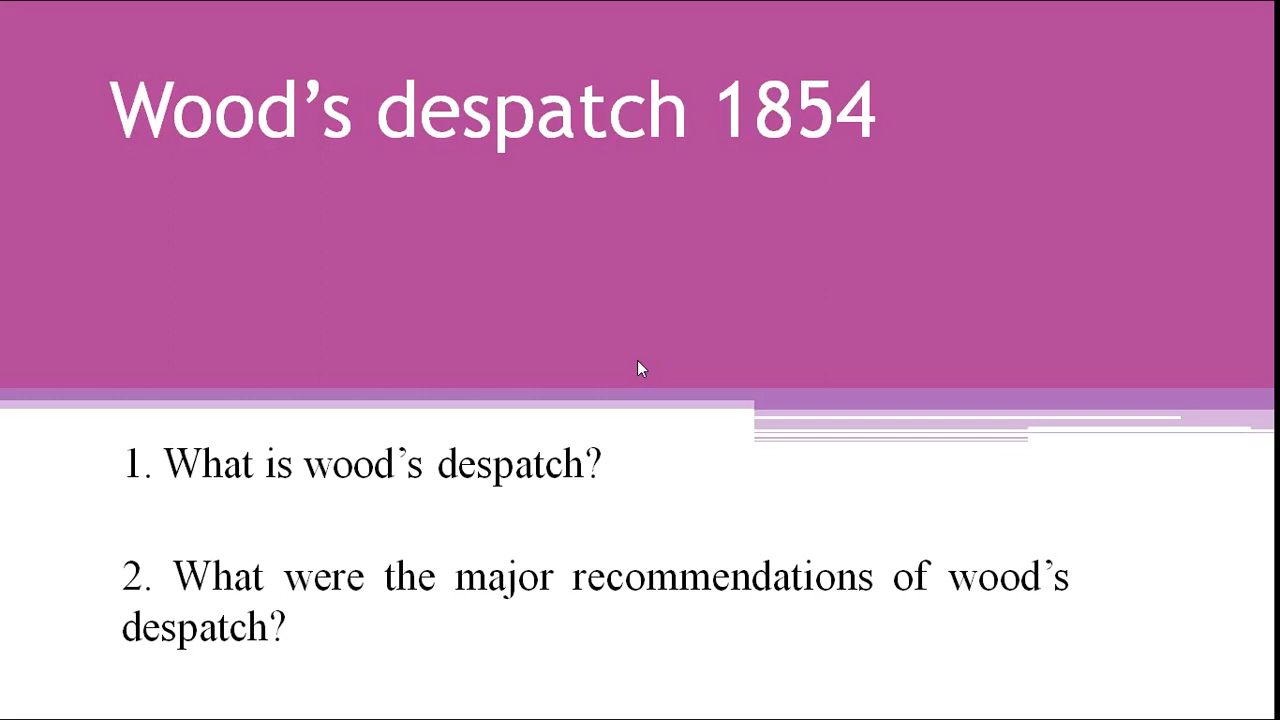 Wood’s despatch 1854
1. What is wood’s despatch?
2. What were the major recommendations of wood’s
despatch?